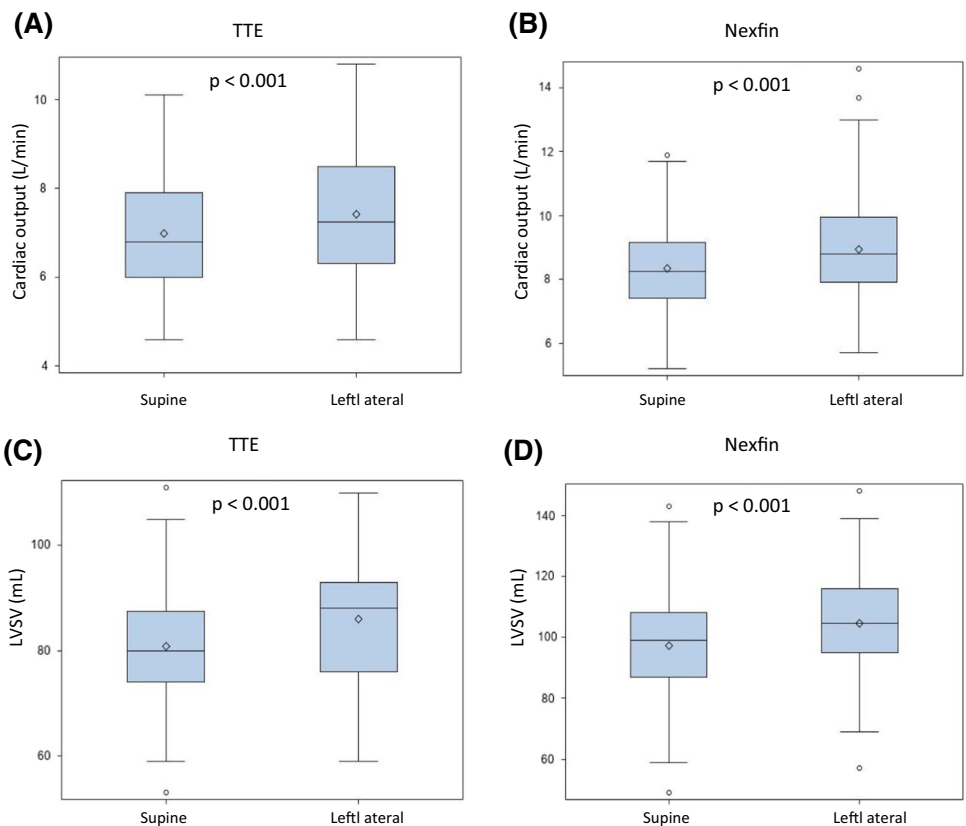 (A)
TTE
p < 0.001
Cardiac output (L/min)
10
8
6
4
Supine
Leftl ateral
(B)
Nexfin
p < 0.001
Cardiac output (L/min)
14
12
10
8
6
Supine
Leftl ateral
(C)
TTE
p < 0.001
LVSV (mL)
100
80
60
Supine
Leftl ateral
(D)
Nexfin
p < 0.001
LVSV (mL)
140
120
100
80
60
Supine
Leftl ateral